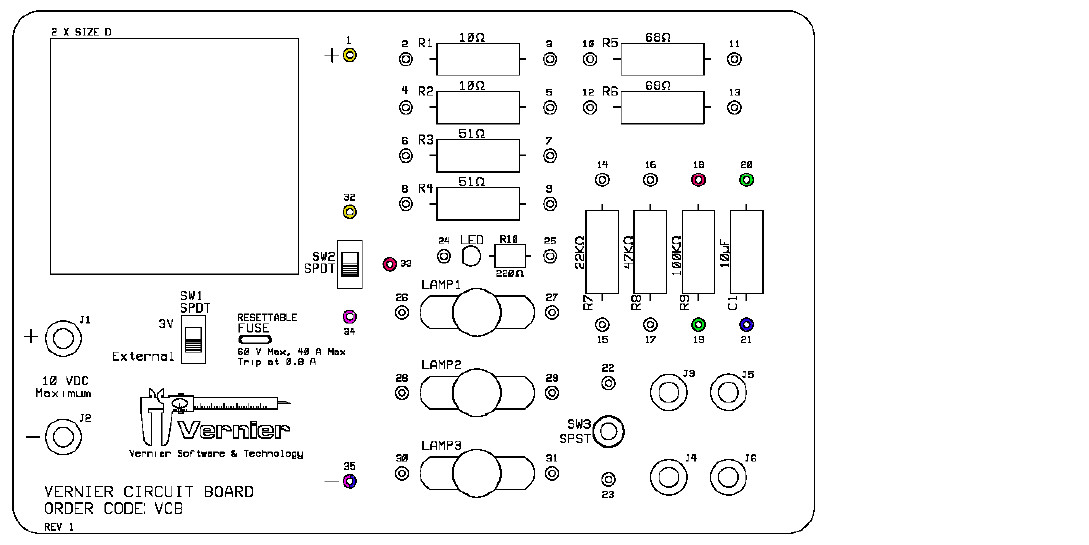 2 X SIZE D
+ 1
2 R1 10Ω 3
10 R5 68Ω 11
4 R2 10Ω 5
12 R6 68Ω 13
6 R3 51Ω 7
8 R4 51Ω 9
14 16 18 20
32
SW2
SPDT
33
24 LED R10 25
220Ω
22KΩ 47KΩ 100KΩ 10µF
R7 R8 R9 C1
15 17 19 21
26 LAMP1 27
34
SW1
SPDT
3V
External
RESETTABLE
FUSE
60 V Max, 40 A Max
Trip at 0.9 A
+ J1
10 VDC
Maximum
- J2
28 LAMP2 29
22
J3 J5
SW3
SPST
23
J4 J6
30 LAMP3 31
Vernier
Vernier Software & Technology
- 35
VERNIER CIRCUIT BOARD
ORDER CODE: VCB
REV 1